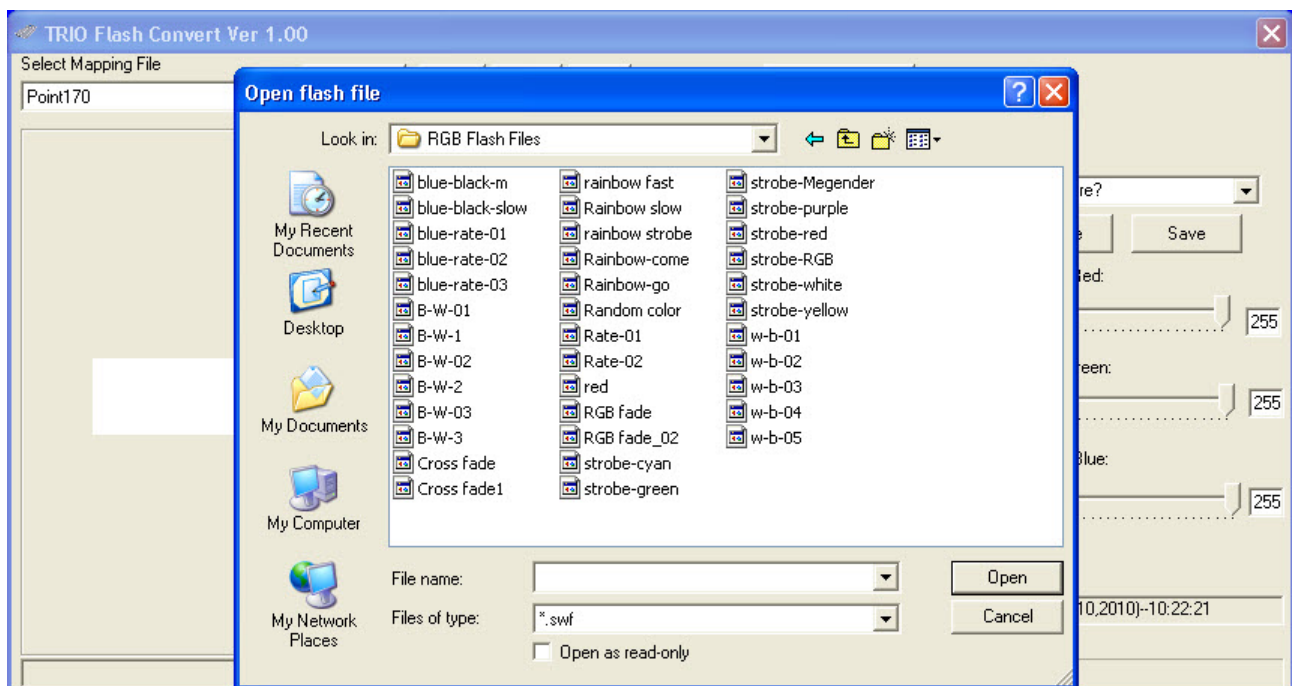 TRIO Flash Convert Ver 1.00
Select Mapping File
Point170
Open flash file
Look in:
RGB Flash Files
My Recent
Documents
Desktop
My Documents
My Computer
My Network
Places
blue-black-m
blue-black-slow
blue-rate-01
blue-rate-02
blue-rate-03
B-W-01
B-W-1
B-W-02
B-W-2
B-W-03
B-W-3
Cross fade
Cross fade1
rainbow fast
Rainbow slow
rainbow strobe
Rainbow-come
Rainbow-go
Random color
Rate-01
Rate-02
red
RGB fade
RGB fade_02
strobe-cyan
strobe-green
strobe-Megender
strobe-purple
strobe-red
strobe-RGB
strobe-white
strobe-yellow
w-b-01
w-b-02
w-b-03
w-b-04
w-b-05
File name:
Open
Files of type:
*.swf
Cancel
Open as read-only
re?
Save
Red:
255
reen:
255
Blue:
255
10,2010)--10:22:21